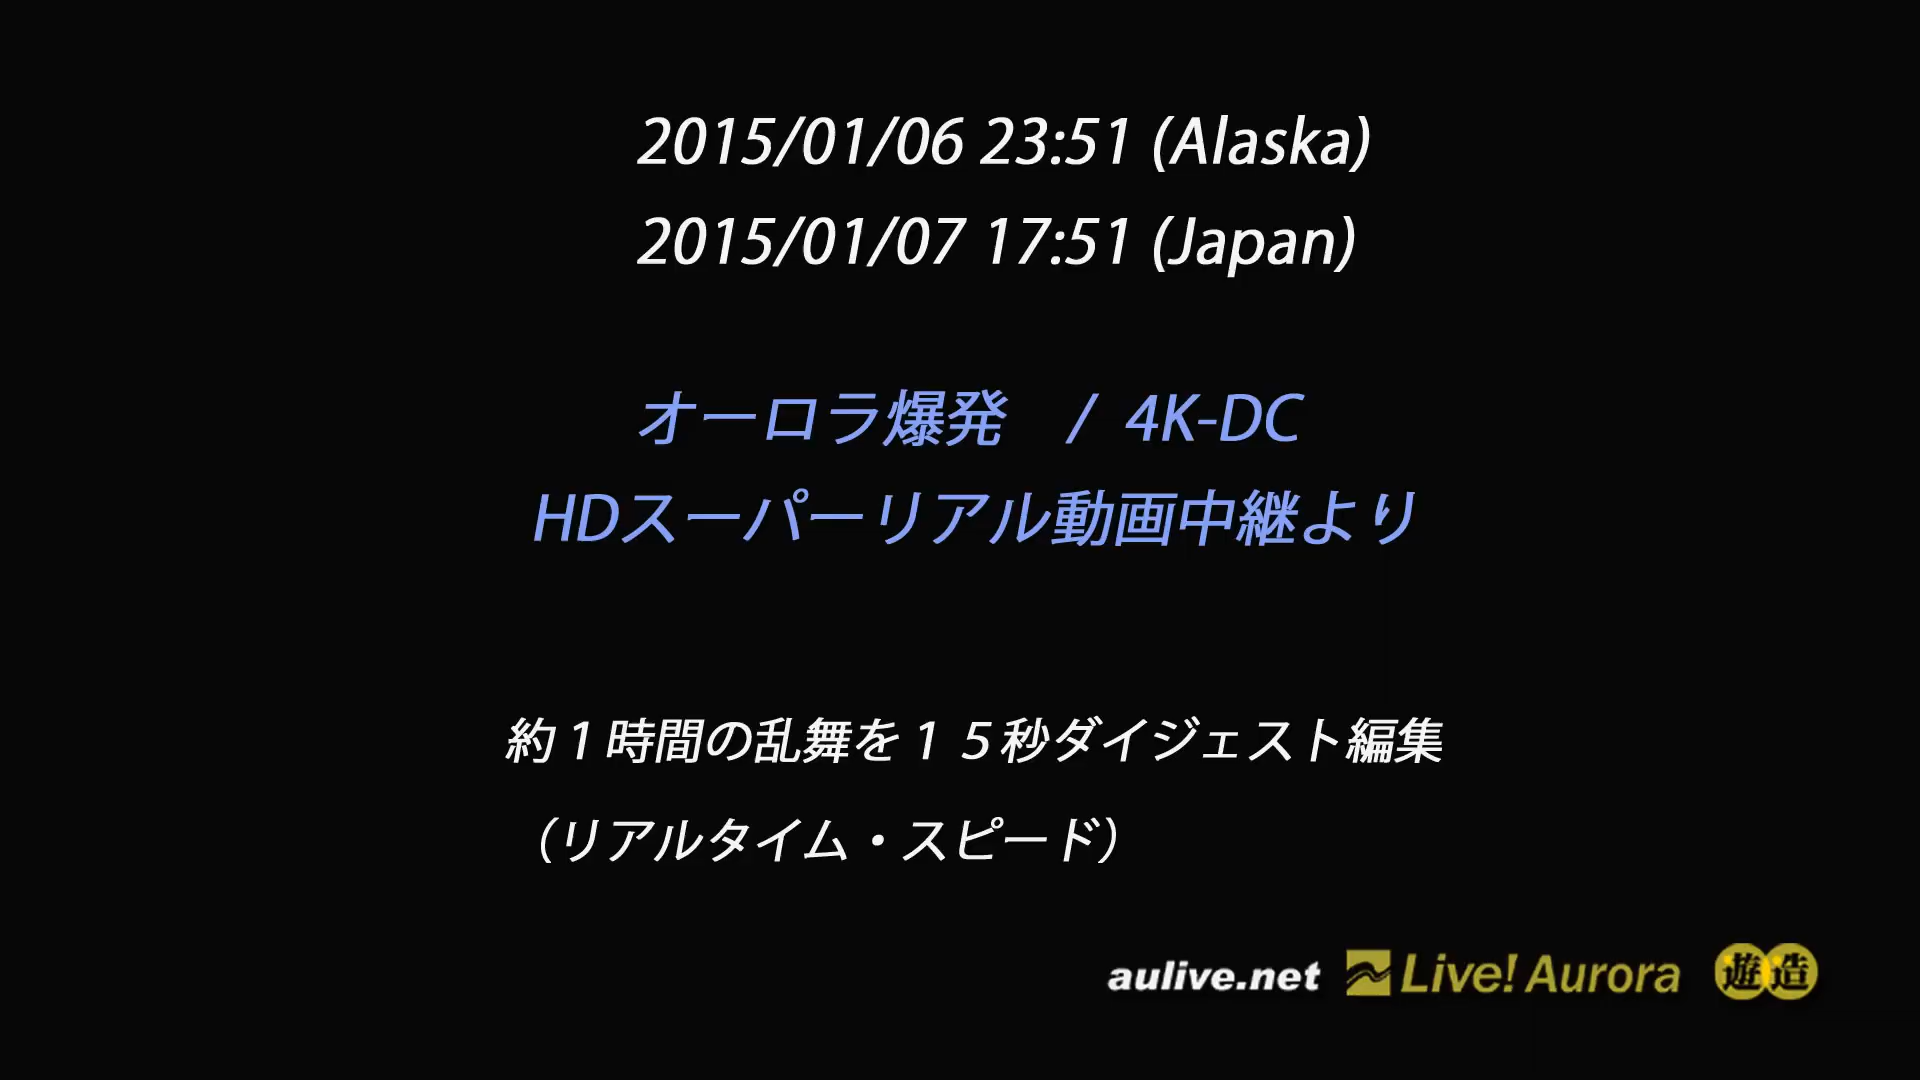 2015/01/06 23:51 (Alaska)
2015/01/07 17:51 (Japan)
オーロラ爆発　/ 4K-DC
HDスーパーリアル動画中継より
約１時間の乱舞を１５秒ダイジェスト編集
（リアルタイム・スピード）
aulive.net Live! Aurora 遊造